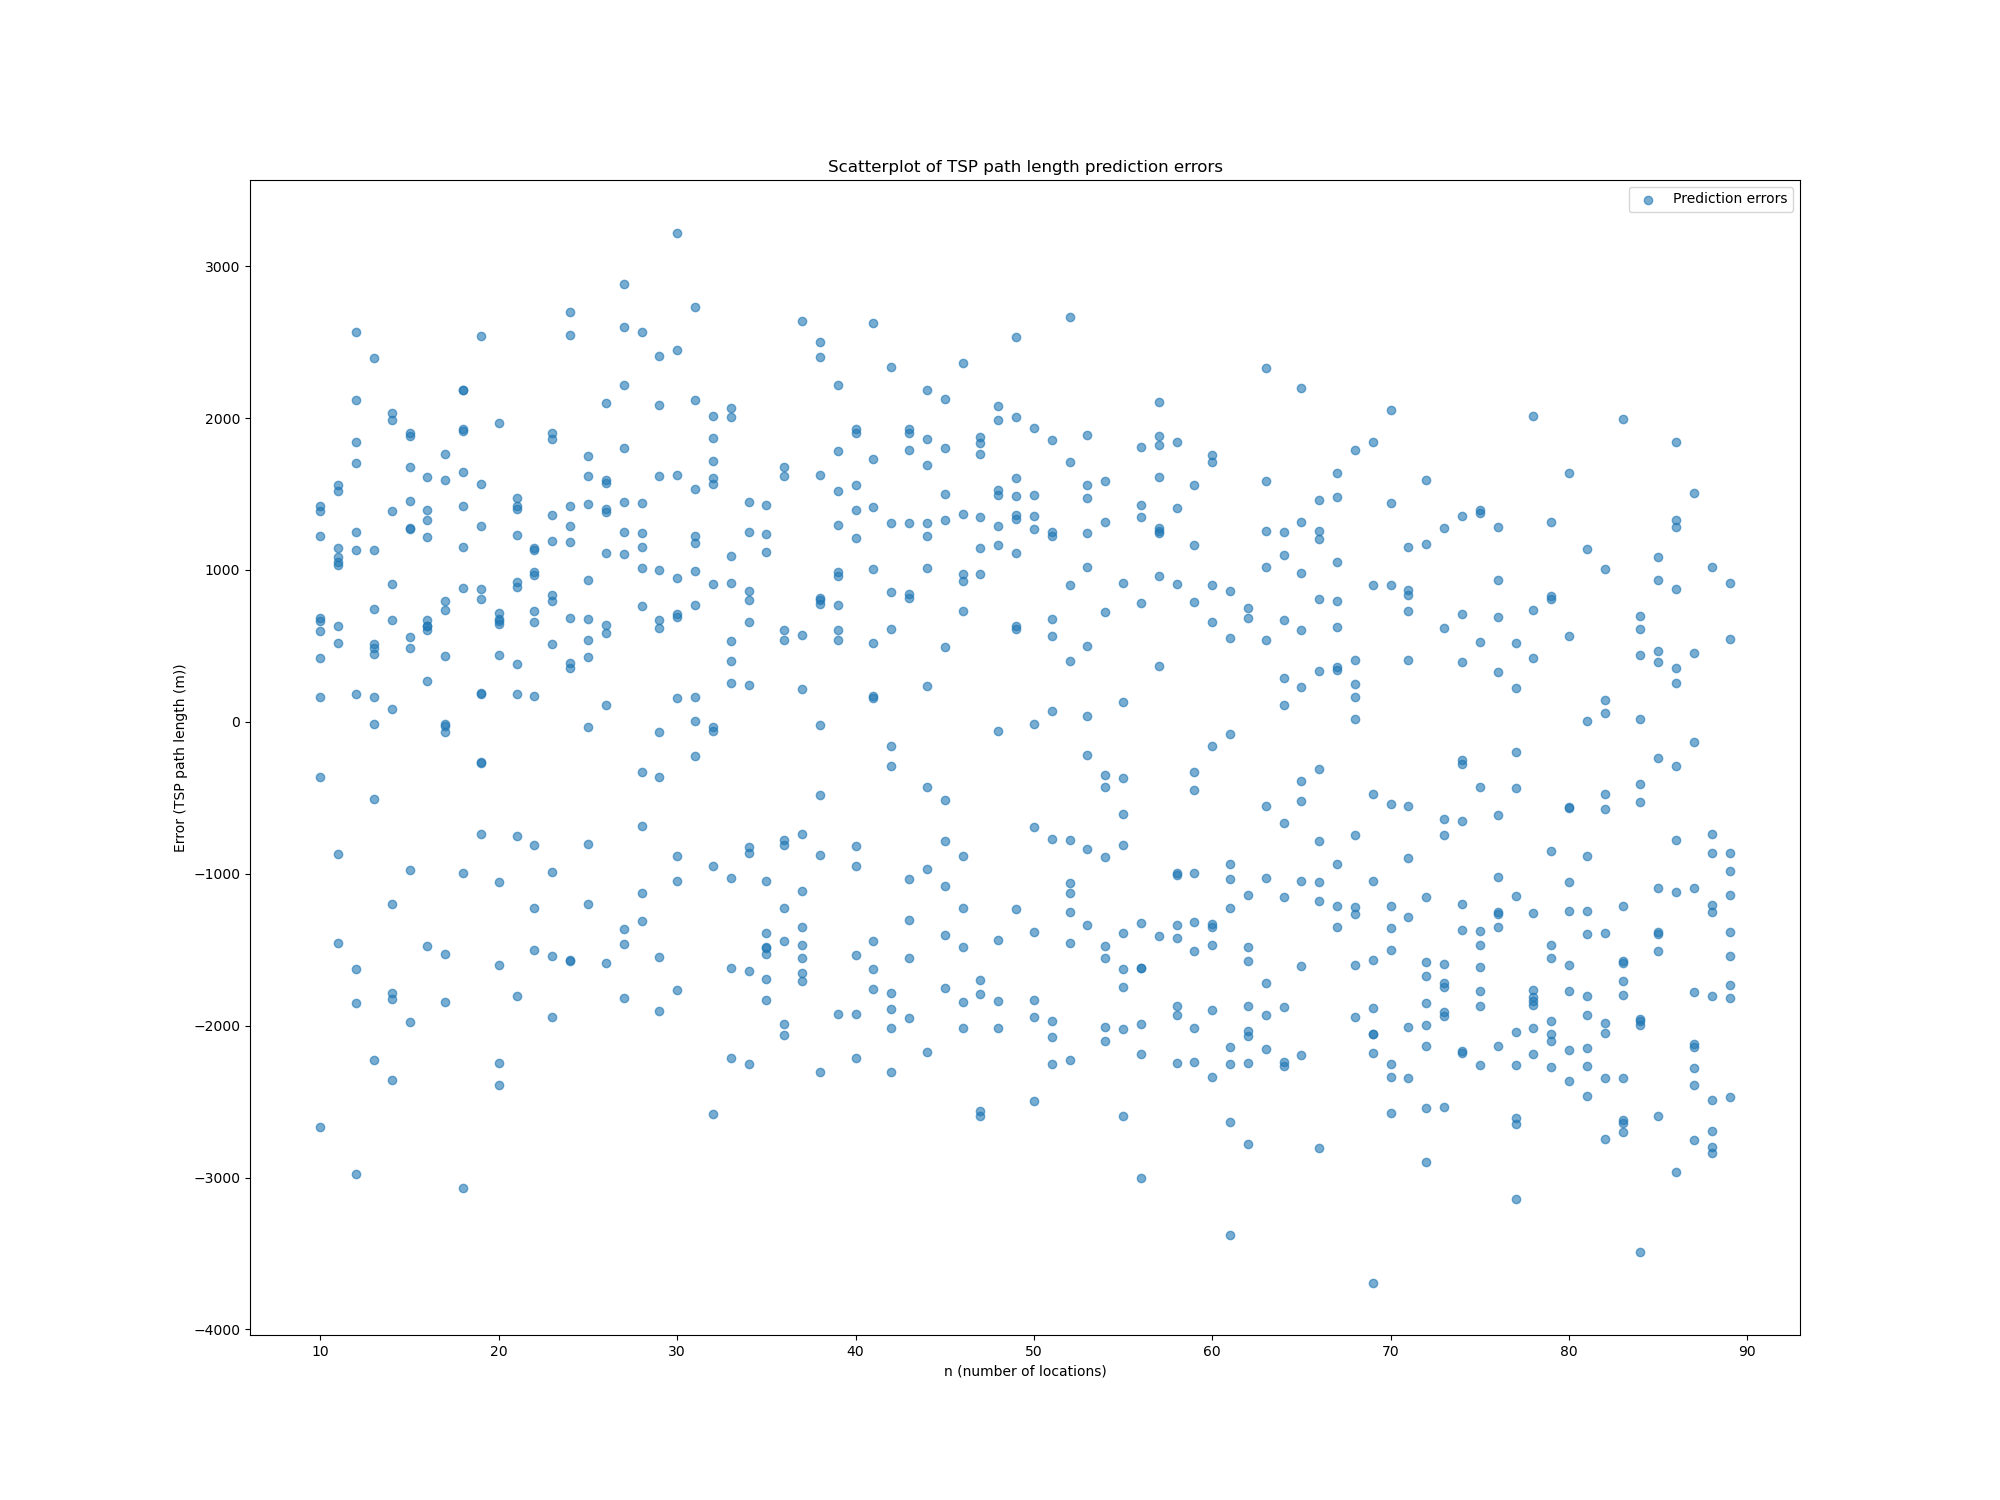 Scatterplot of TSP path length prediction errors
Prediction errors
3000
2000
1000
0
−1000
−2000
−3000
−4000
Error (TSP path length (m))
10 20 30 40 50 60 70 80 90
n (number of locations)